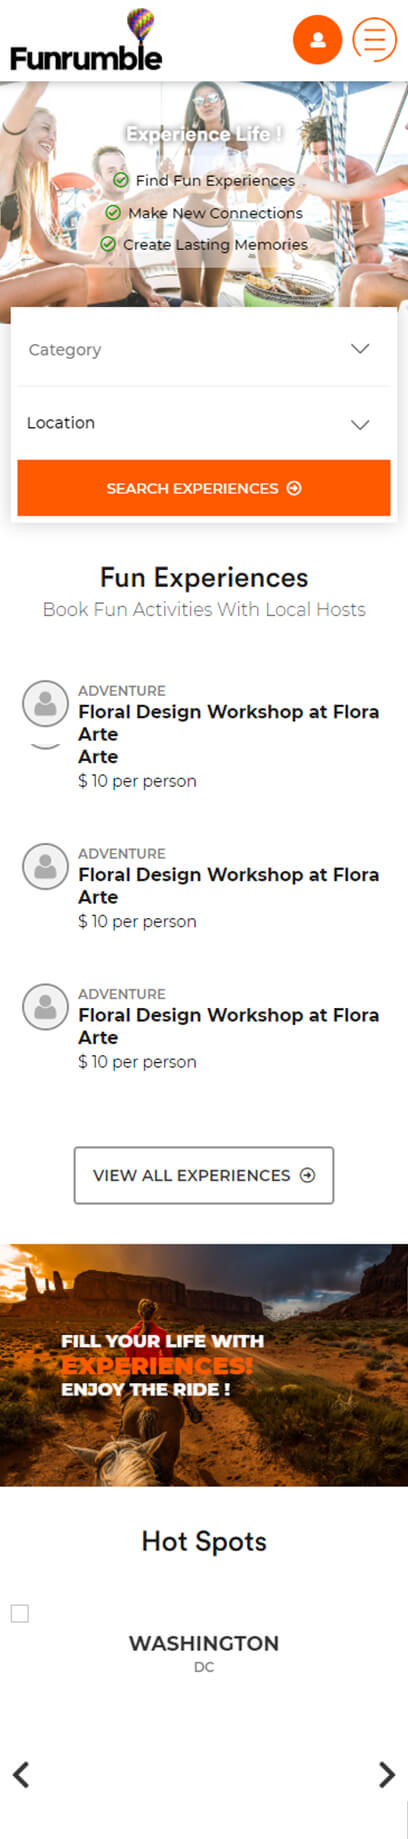 Funrumble
Experience Life !
Find Fun Experiences
Make New Connections
Create Lasting Memories
Category
Location
SEARCH EXPERIENCES
Fun Experiences
Book Fun Activities With Local Hosts
ADVENTURE
Floral Design Workshop at Flora
Arte
Arte
$ 10 per person
ADVENTURE
Floral Design Workshop at Flora
Arte
$ 10 per person
ADVENTURE
Floral Design Workshop at Flora
Arte
$ 10 per person
VIEW ALL EXPERIENCES
FILL YOUR LIFE WITH
EXPERIENCES!
ENJOY THE RIDE !
Hot Spots
WASHINGTON
DC